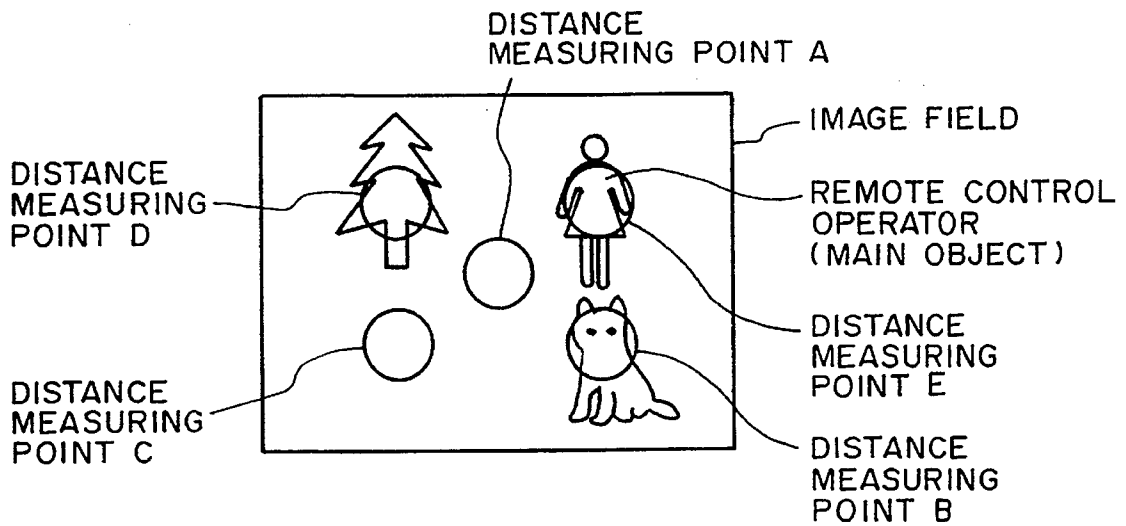 DISTANCE
MEASURING POINT A
IMAGE FIELD
DISTANCE
MEASURING
POINT D
REMOTE CONTROL
OPERATOR
(MAIN OBJECT)
DISTANCE
MEASURING
POINT E
DISTANCE
MEASURING
POINT C
DISTANCE
MEASURING
POINT B